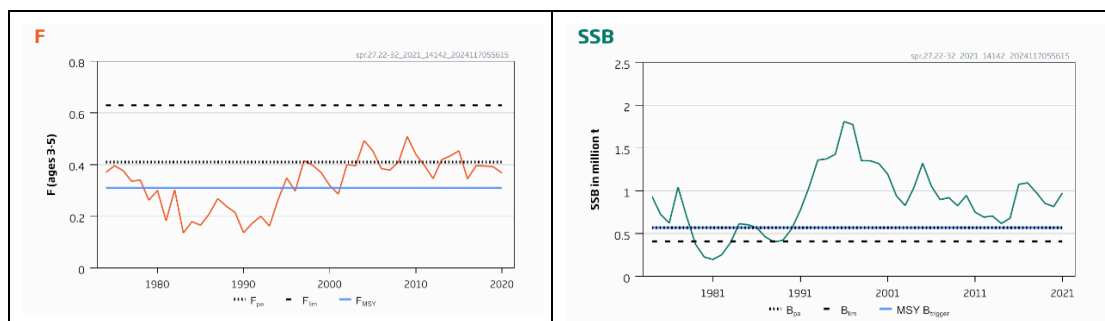 F
spr.27.22-32_2021_14142_2024117055615
0.8
0.6
0.4
0.2
0
F (ages 3-5)
1980
1990
2000
2010
2020
Fpa
Flim
FMSY
SSB
spr.27.22-32_2021_14142_2024117055615
2.5
2
1.5
1
0.5
0
SSB in million t
1981
1991
2001
2011
2021
Bpa
Blim
MSY Btrigger